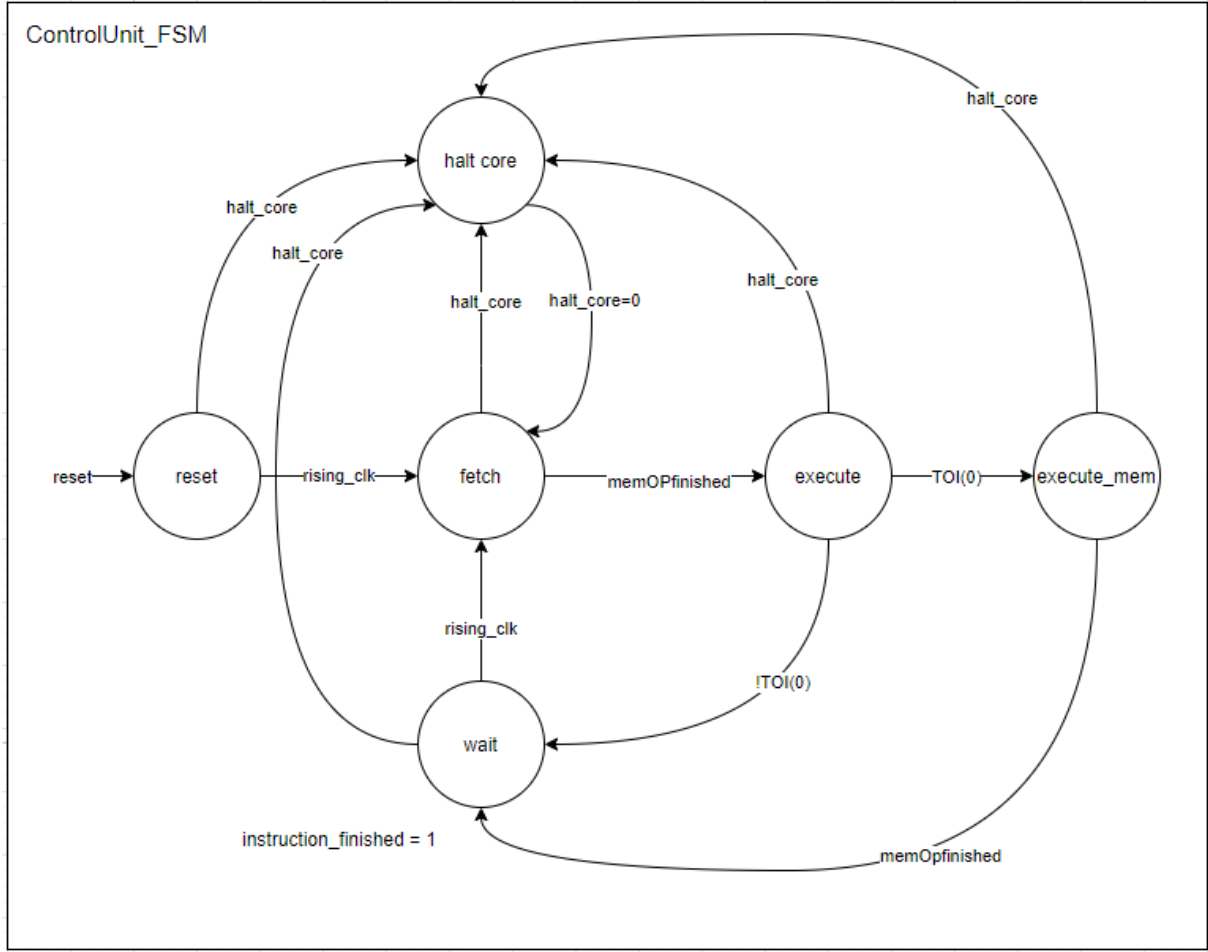 ControlUnit_FSM
halt_core
halt core
halt_core
halt_core
halt_core
halt_core=0
halt_core
reset
reset
rising_clk
fetch
memOPfinished
execute
TOI(0)
execute_mem
rising_clk
!TOI(0)
wait
instruction_finished = 1
memOpfinished